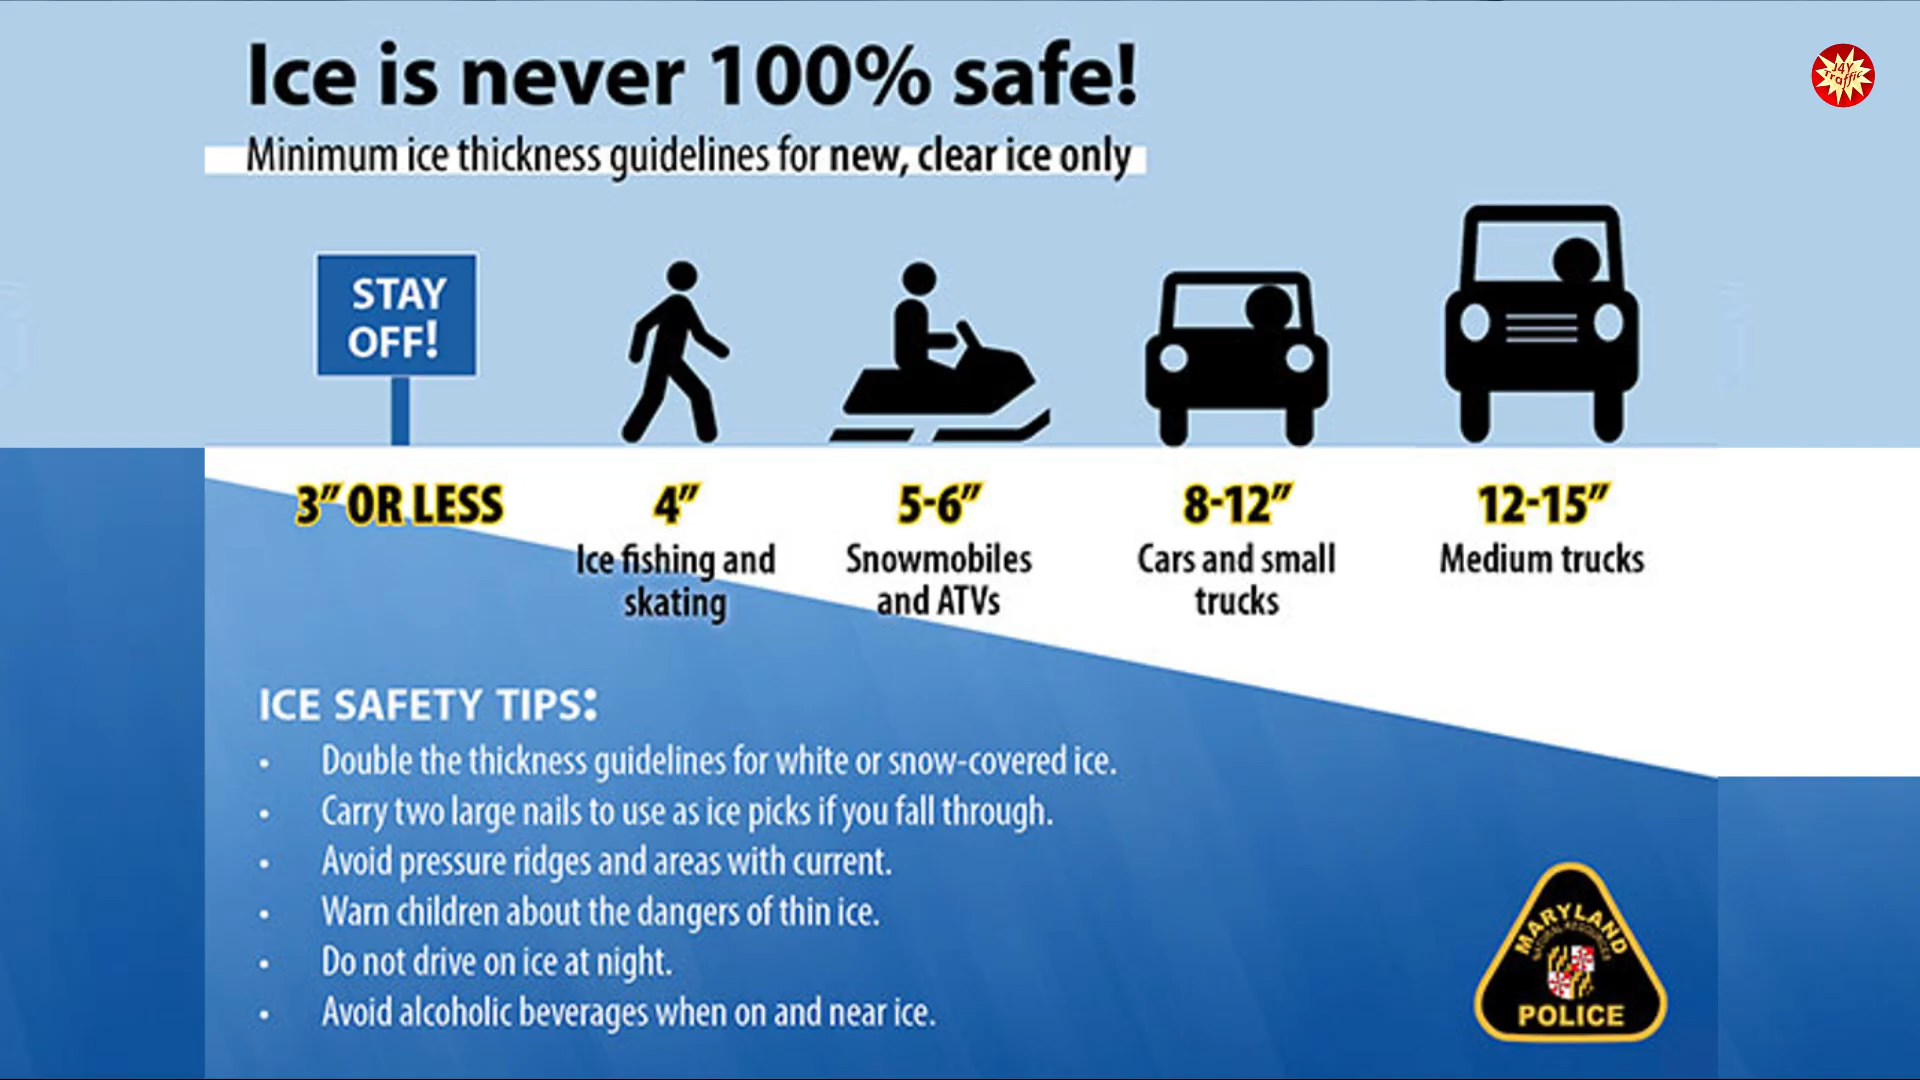 Ice is never 100% safe!
J4Y
Traffic
Minimum ice thickness guidelines for new, clear ice only
STAY
OFF!
3" OR LESS
4"
Ice fishing and
skating
5-6"
Snowmobiles
and ATVs
8-12"
Cars and small
trucks
12-15"
Medium trucks
ICE SAFETY TIPS:
• Double the thickness guidelines for white or snow-covered ice.
• Carry two large nails to use as ice picks if you fall through.
• Avoid pressure ridges and areas with current.
• Warn children about the dangers of thin ice.
• Do not drive on ice at night.
• Avoid alcoholic beverages when on and near ice.
MARYLAND
NATURAL RESOURCES
POLICE